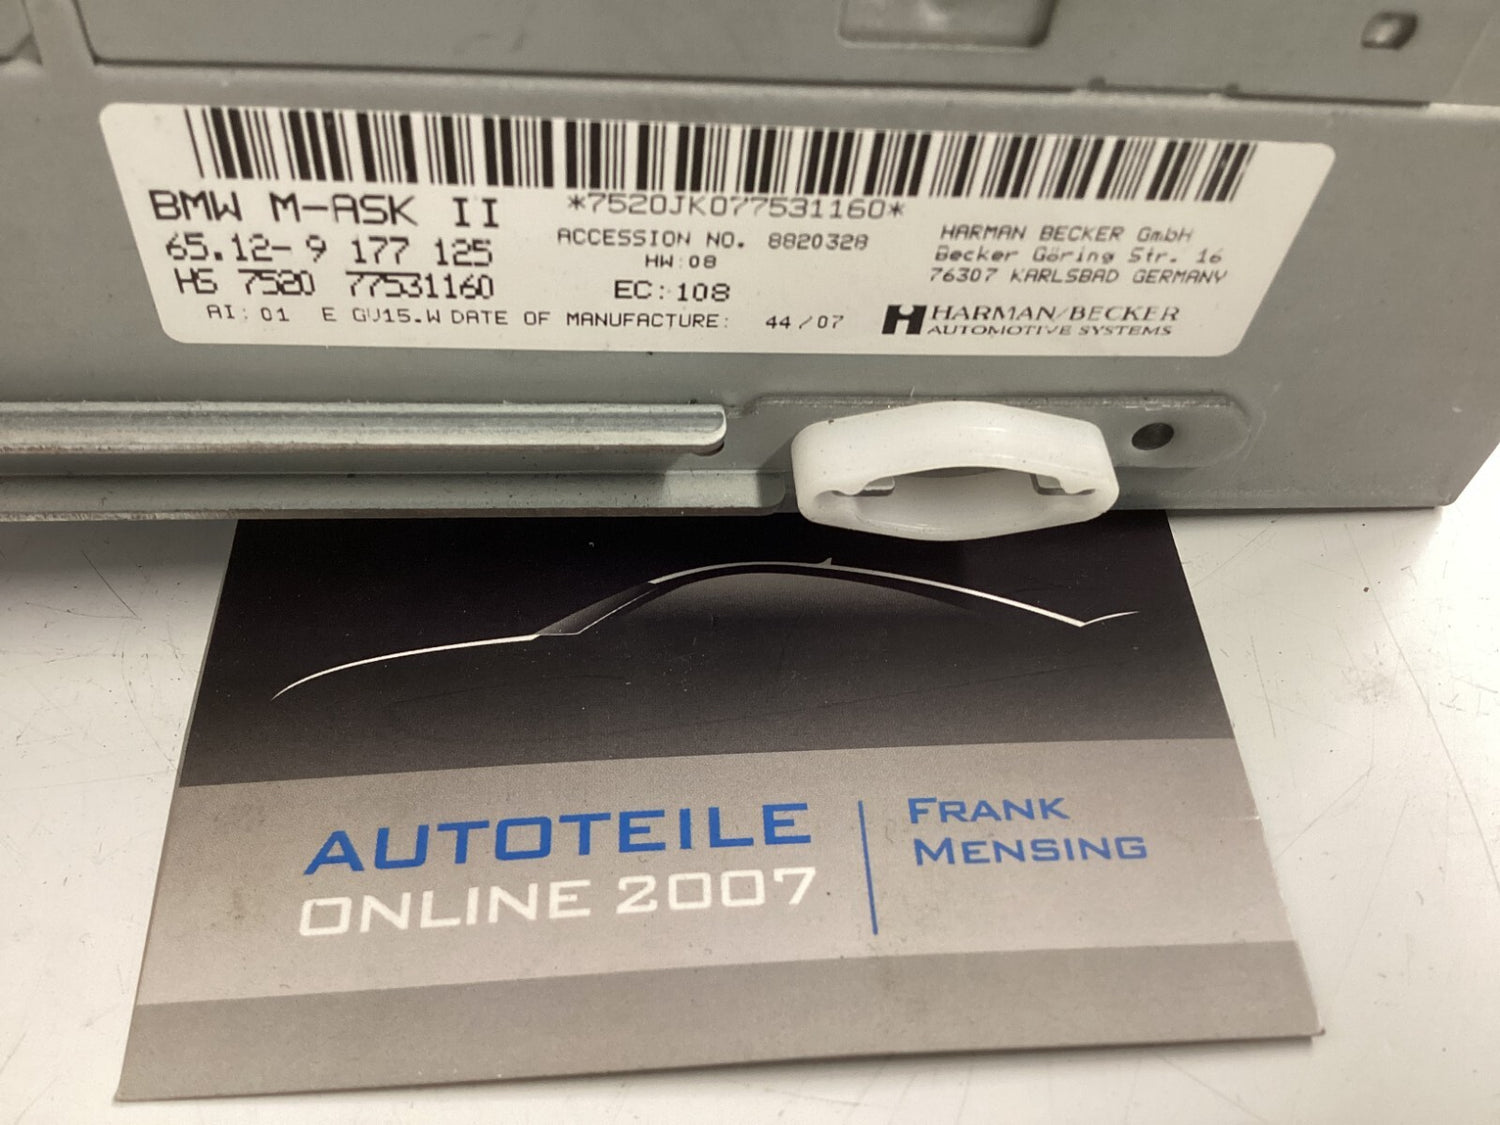 BMW M-ASK II
*7520JK077531160*
65.12-9 177 125
ACCESSION NO. 8820328
HARMAN BECKER GmbH
HW:08
Becker Göring Str. 16
HS 7520 77531160
EC:108
76307 KARLSBAD GERMANY
AI:01 E GU15.W DATE OF MANUFACTURE: 44/07
HARMAN/BECKER
AUTOMOTIVE SYSTEMS
AUTOTEILE
ONLINE 2007
FRANK
MENSING